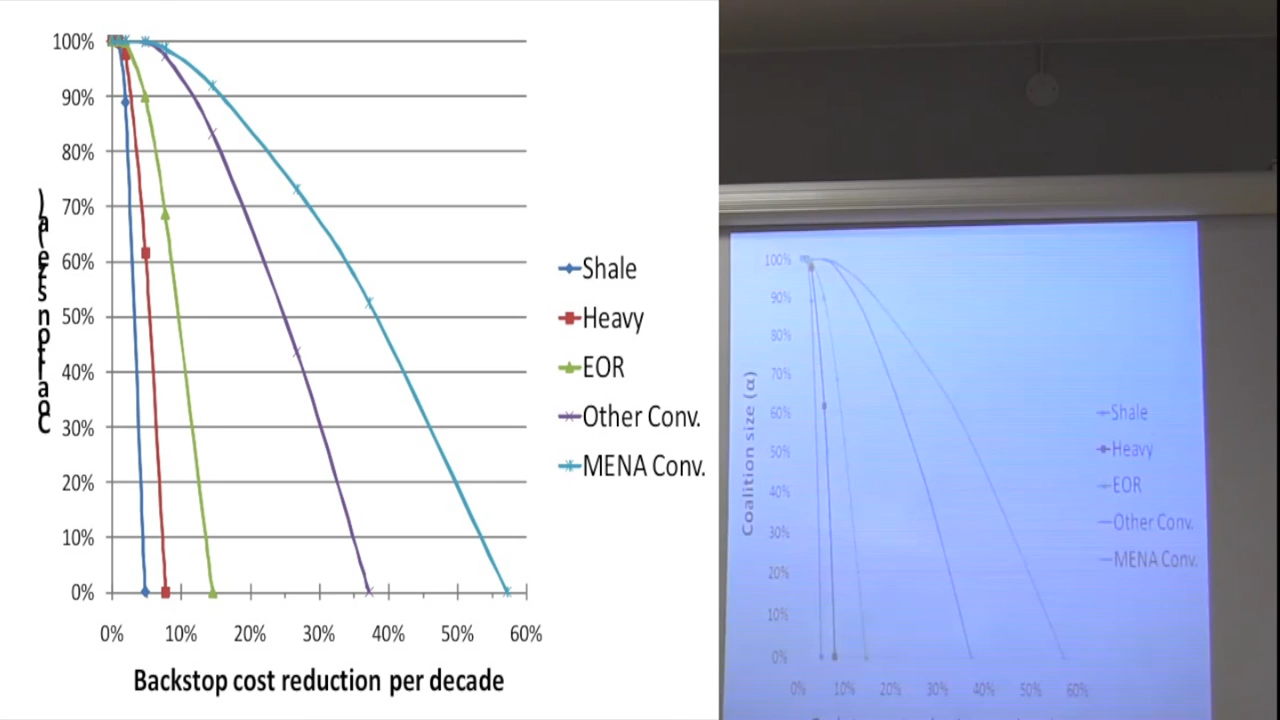 100%
90%
80%
70%
60%
50%
40%
30%
20%
10%
0%
0% 10% 20% 30% 40% 50% 60%
Backstop cost reduction per decade
Coalition size (α)
Shale
Heavy
EOR
Other Conv.
MENA Conv.
100%
90%
80%
70%
60%
50%
40%
30%
20%
10%
0%
0% 10% 20% 30% 40% 50% 60%
Coalition size (α)
Shale
Heavy
EOR
Other Conv.
MENA Conv.